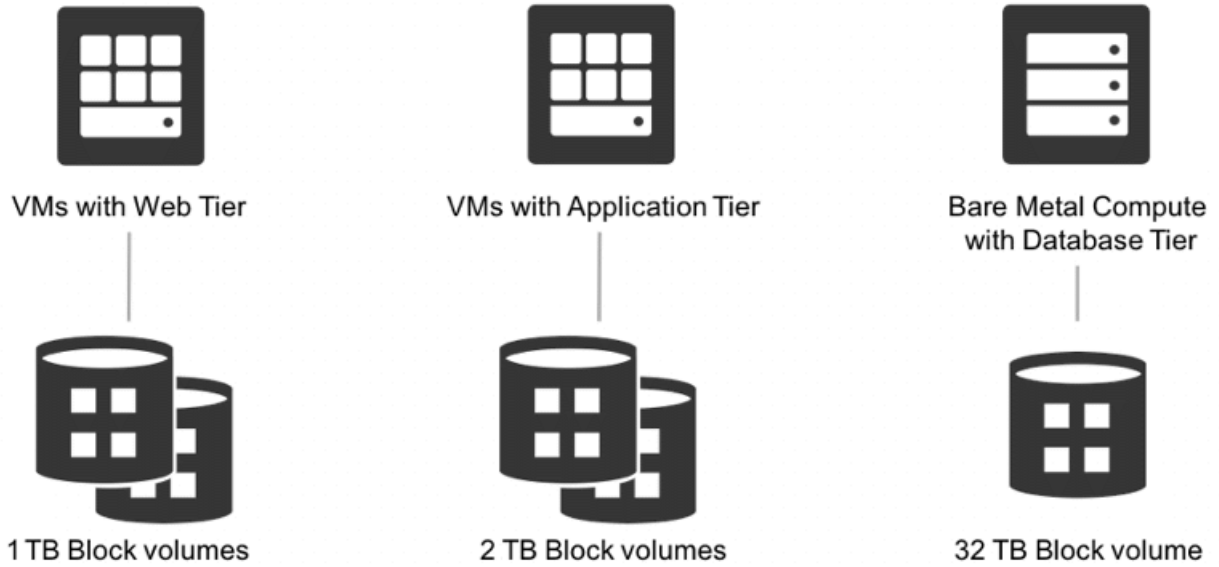 VMs with Web Tier
VMs with Application Tier
Bare Metal Compute
with Database Tier
1 TB Block volumes
2 TB Block volumes
32 TB Block volume